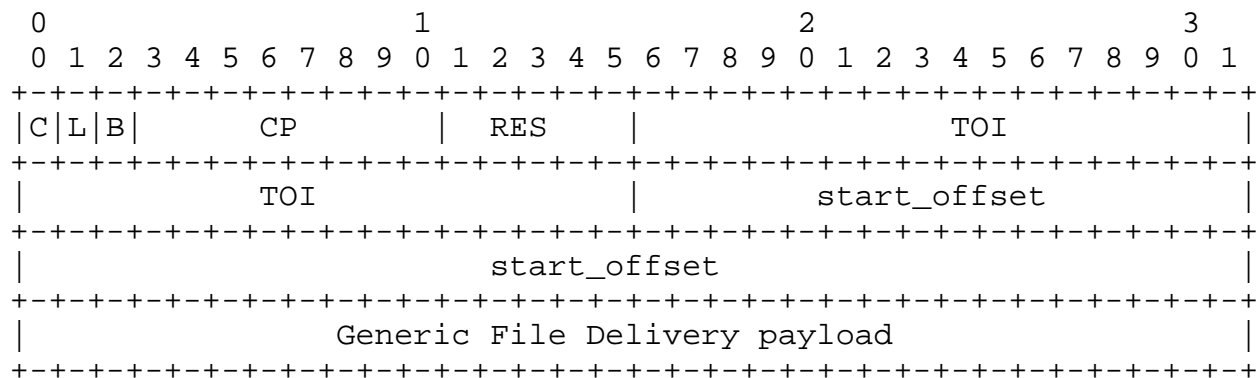 0                   1                   2                   3
 0 1 2 3 4 5 6 7 8 9 0 1 2 3 4 5 6 7 8 9 0 1 2 3 4 5 6 7 8 9 0 1
+-+-+-+-+-+-+-+-+-+-+-+-+-+-+-+-+-+-+-+-+-+-+-+-+-+-+-+-+-+-+-+-+
|C|L|B|      CP       |  RES    |              TOI              |
+-+-+-+-+-+-+-+-+-+-+-+-+-+-+-+-+-+-+-+-+-+-+-+-+-+-+-+-+-+-+-+-+
|            TOI                |         start_offset          |
+-+-+-+-+-+-+-+-+-+-+-+-+-+-+-+-+-+-+-+-+-+-+-+-+-+-+-+-+-+-+-+-+
|                        start_offset                           |
+-+-+-+-+-+-+-+-+-+-+-+-+-+-+-+-+-+-+-+-+-+-+-+-+-+-+-+-+-+-+-+-+
|                Generic File Delivery payload                  |
+-+-+-+-+-+-+-+-+-+-+-+-+-+-+-+-+-+-+-+-+-+-+-+-+-+-+-+-+-+-+-+-+